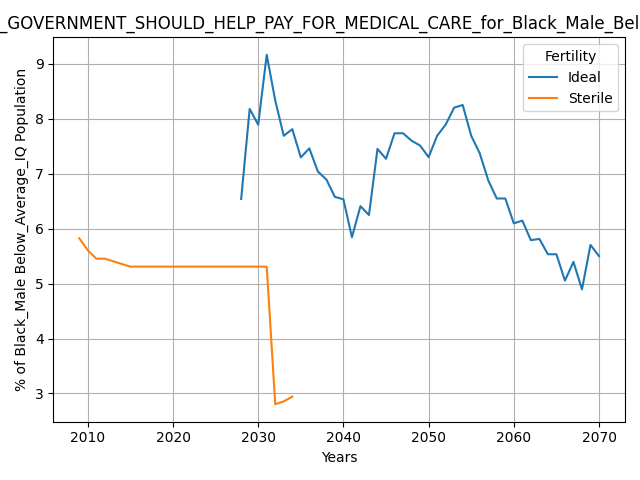 _GOVERNMENT_SHOULD_HELP_PAY_FOR_MEDICAL_CARE_for_Black_Male_Bel
% of Black_Male Below_Average_IQ Population
9
8
7
6
5
4
3
Fertility
Ideal
Sterile
2010 2020 2030 2040 2050 2060 2070
Years